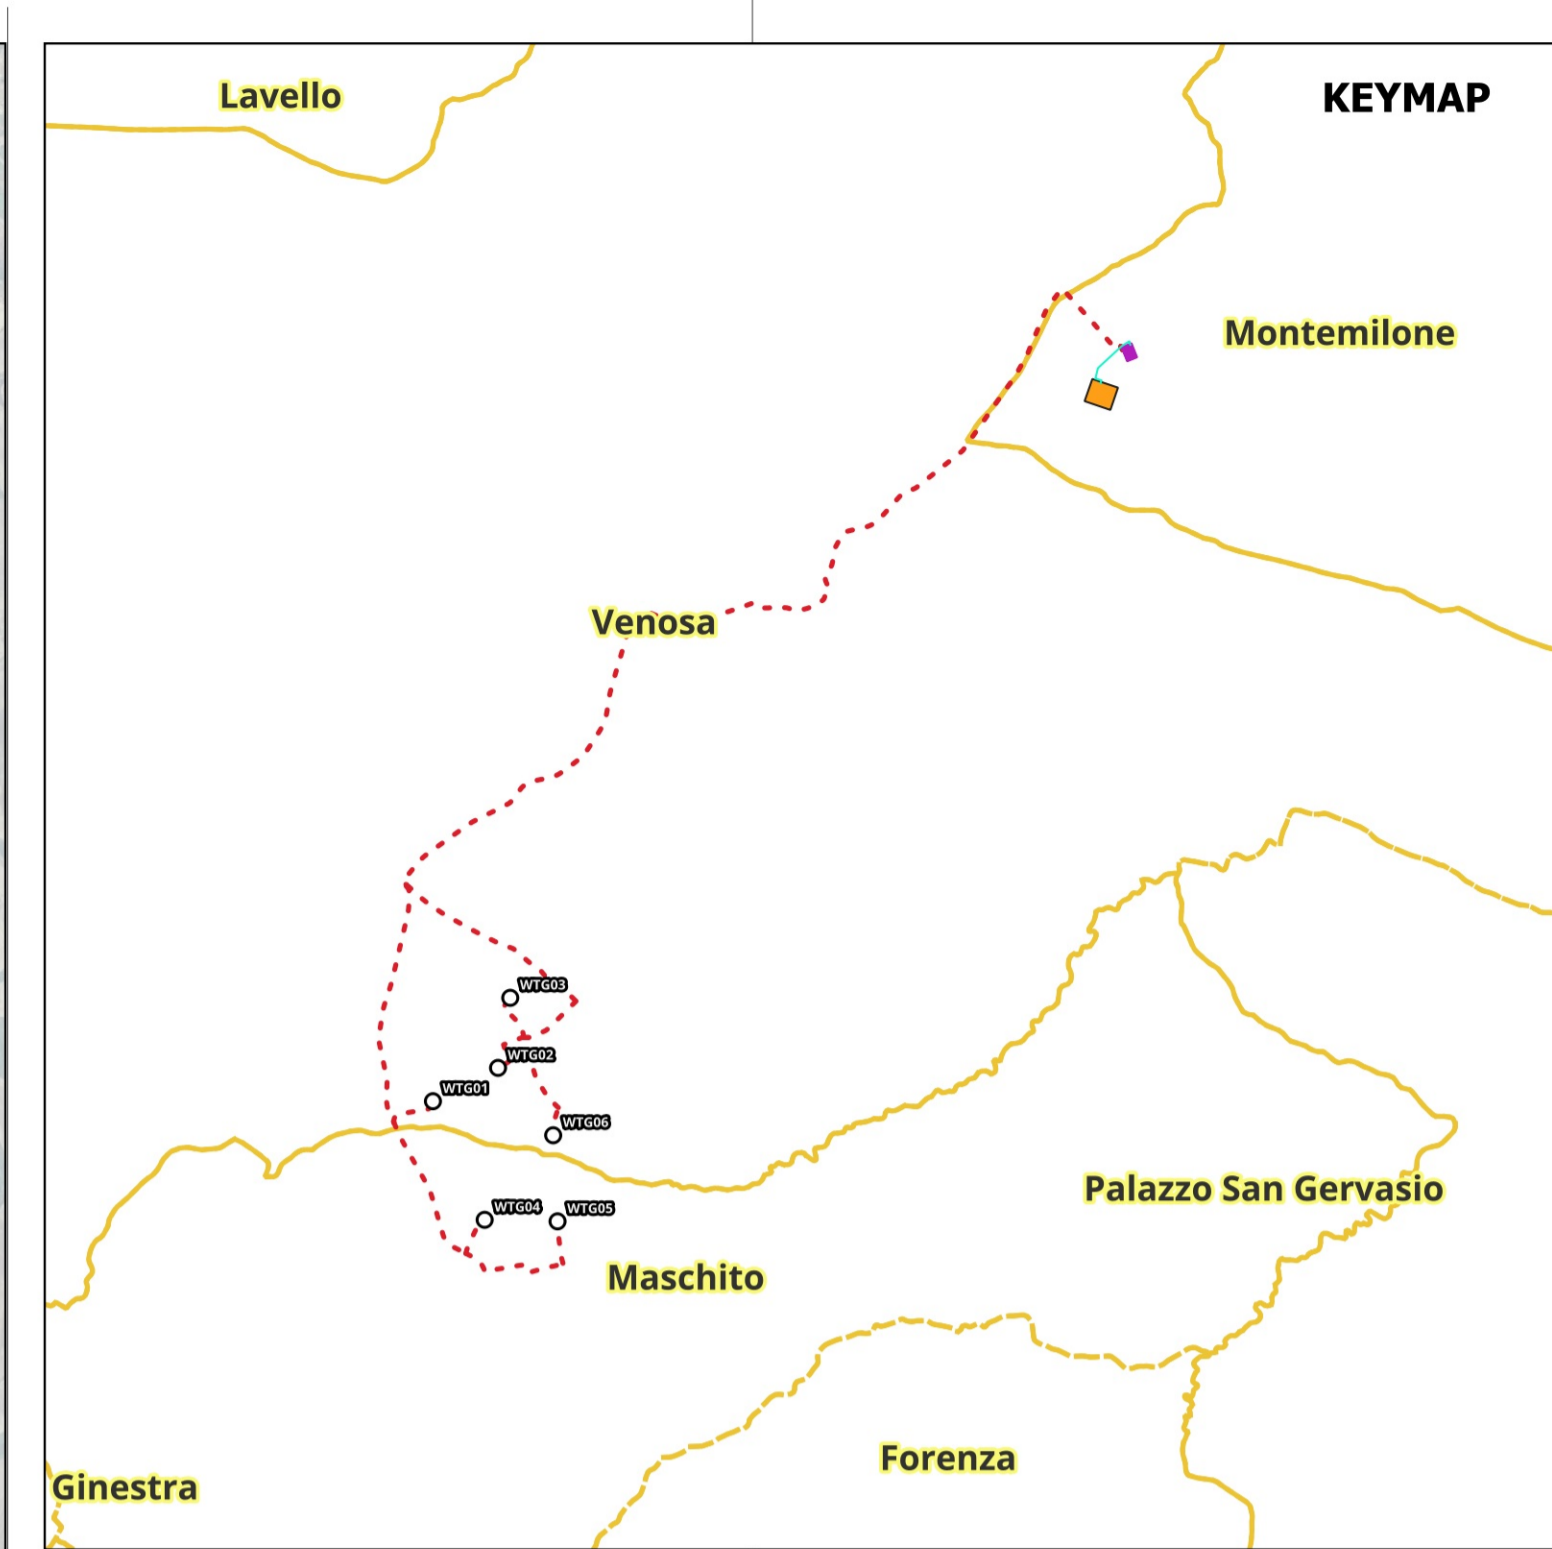 Lavello
KEYMAP
Montemilone
Venosa
WTG03
WTG02
WTG01
WTG06
Palazzo San Gervasio
WTG04
WTG05
Maschito
Forenza
Ginestra